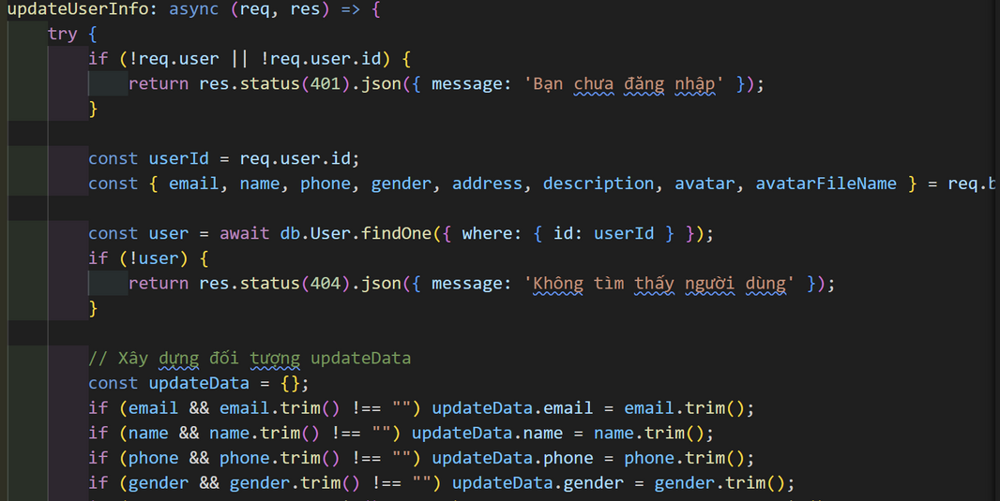 updateUserInfo: async (req, res) => {
try {
if (!req.user || !req.user.id) {
return res.status(401).json({ message: 'Bạn chưa đăng nhập' });
}
const userId = req.user.id;
const { email, name, phone, gender, address, description, avatar, avatarFileName } = req.b
const user = await db.User.findOne({ where: { id: userId } });
if (!user) {
return res.status(404).json({ message: 'Không tìm thấy người dùng' });
}
// Xây dựng đối tượng updateData
const updateData = {};
if (email && email.trim() !== "") updateData.email = email.trim();
if (name && name.trim() !== "") updateData.name = name.trim();
if (phone && phone.trim() !== "") updateData.phone = phone.trim();
if (gender && gender.trim() !== "") updateData.gender = gender.trim();